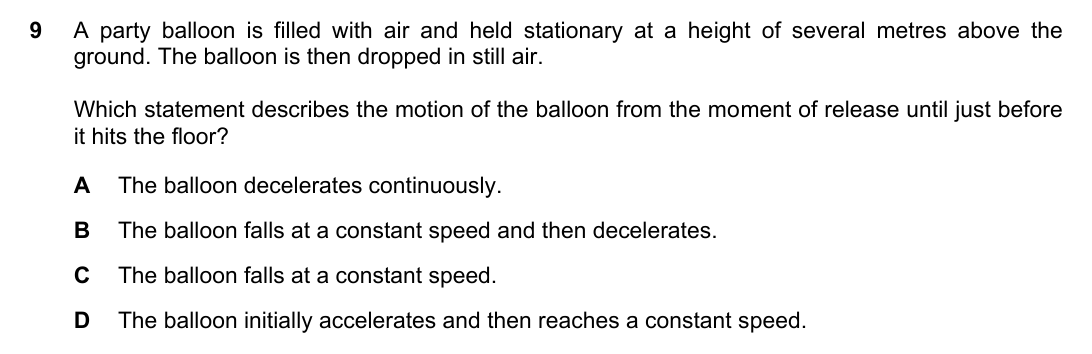 9 A party balloon is filled with air and held stationary at a height of several metres above the
ground. The balloon is then dropped in still air.
Which statement describes the motion of the balloon from the moment of release until just before
it hits the floor?
A The balloon decelerates continuously.
B The balloon falls at a constant speed and then decelerates.
C The balloon falls at a constant speed.
D The balloon initially accelerates and then reaches a constant speed.